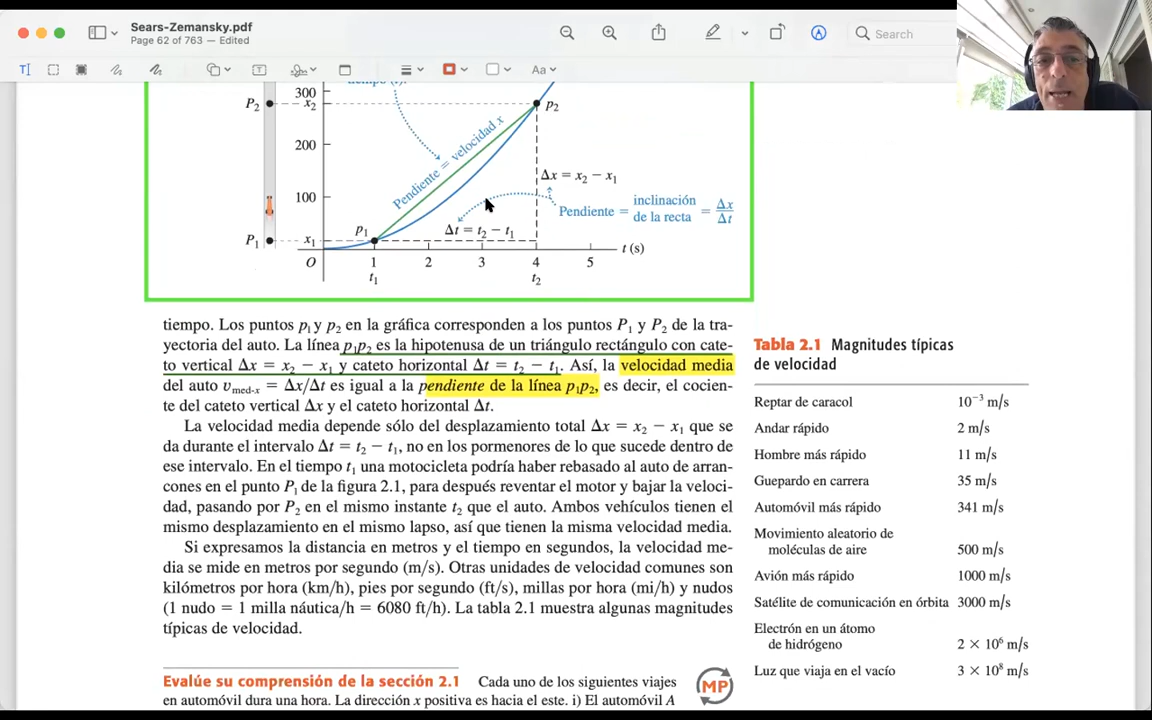 Sears-Zemansky.pdf
Page 62 of 763 — Edited
Search
Aa
tiempo (
300
200
100
P₂
x₂
p₂
Pendiente = velocidad x
Δx = x₂ − x₁
Pendiente = inclinación de la recta = Δx/Δt
P₁
x₁
p₁
Δt = t₂ − t₁
t (s)
O 1 2 3 4 5
t₁ t₂
tiempo. Los puntos p₁y p₂ en la gráfica corresponden a los puntos P₁ y P₂ de la tra-
yectoria del auto. La línea p₁p₂ es la hipotenusa de un triángulo rectángulo con cate-
to vertical Δx = x₂ − x₁ y cateto horizontal Δt = t₂ − t₁. Así, la velocidad media
del auto vmed-x = Δx/Δt es igual a la pendiente de la línea p₁p₂, es decir, el cocien-
te del cateto vertical Δx y el cateto horizontal Δt.
La velocidad media depende sólo del desplazamiento total Δx = x₂ − x₁ que se
da durante el intervalo Δt = t₂ − t₁, no en los pormenores de lo que sucede dentro de
ese intervalo. En el tiempo t₁ una motocicleta podría haber rebasado al auto de arran-
cones en el punto P₁ de la figura 2.1, para después reventar el motor y bajar la veloci-
dad, pasando por P₂ en el mismo instante t₂ que el auto. Ambos vehículos tienen el
mismo desplazamiento en el mismo lapso, así que tienen la misma velocidad media.
Si expresamos la distancia en metros y el tiempo en segundos, la velocidad me-
dia se mide en metros por segundo (m/s). Otras unidades de velocidad comunes son
kilómetros por hora (km/h), pies por segundo (ft/s), millas por hora (mi/h) y nudos
(1 nudo = 1 milla náutica/h = 6080 ft/h). La tabla 2.1 muestra algunas magnitudes
típicas de velocidad.
Evalúe su comprensión de la sección 2.1 Cada uno de los siguientes viajes
en automóvil dura una hora. La dirección x positiva es hacia el este. i) El automóvil A
MP
Tabla 2.1 Magnitudes típicas
de velocidad
Reptar de caracol 10⁻³ m/s
Andar rápido 2 m/s
Hombre más rápido 11 m/s
Guepardo en carrera 35 m/s
Automóvil más rápido 341 m/s
Movimiento aleatorio de
moléculas de aire 500 m/s
Avión más rápido 1000 m/s
Satélite de comunicación en órbita 3000 m/s
Electrón en un átomo
de hidrógeno 2 × 10⁶ m/s
Luz que viaja en el vacío 3 × 10⁸ m/s